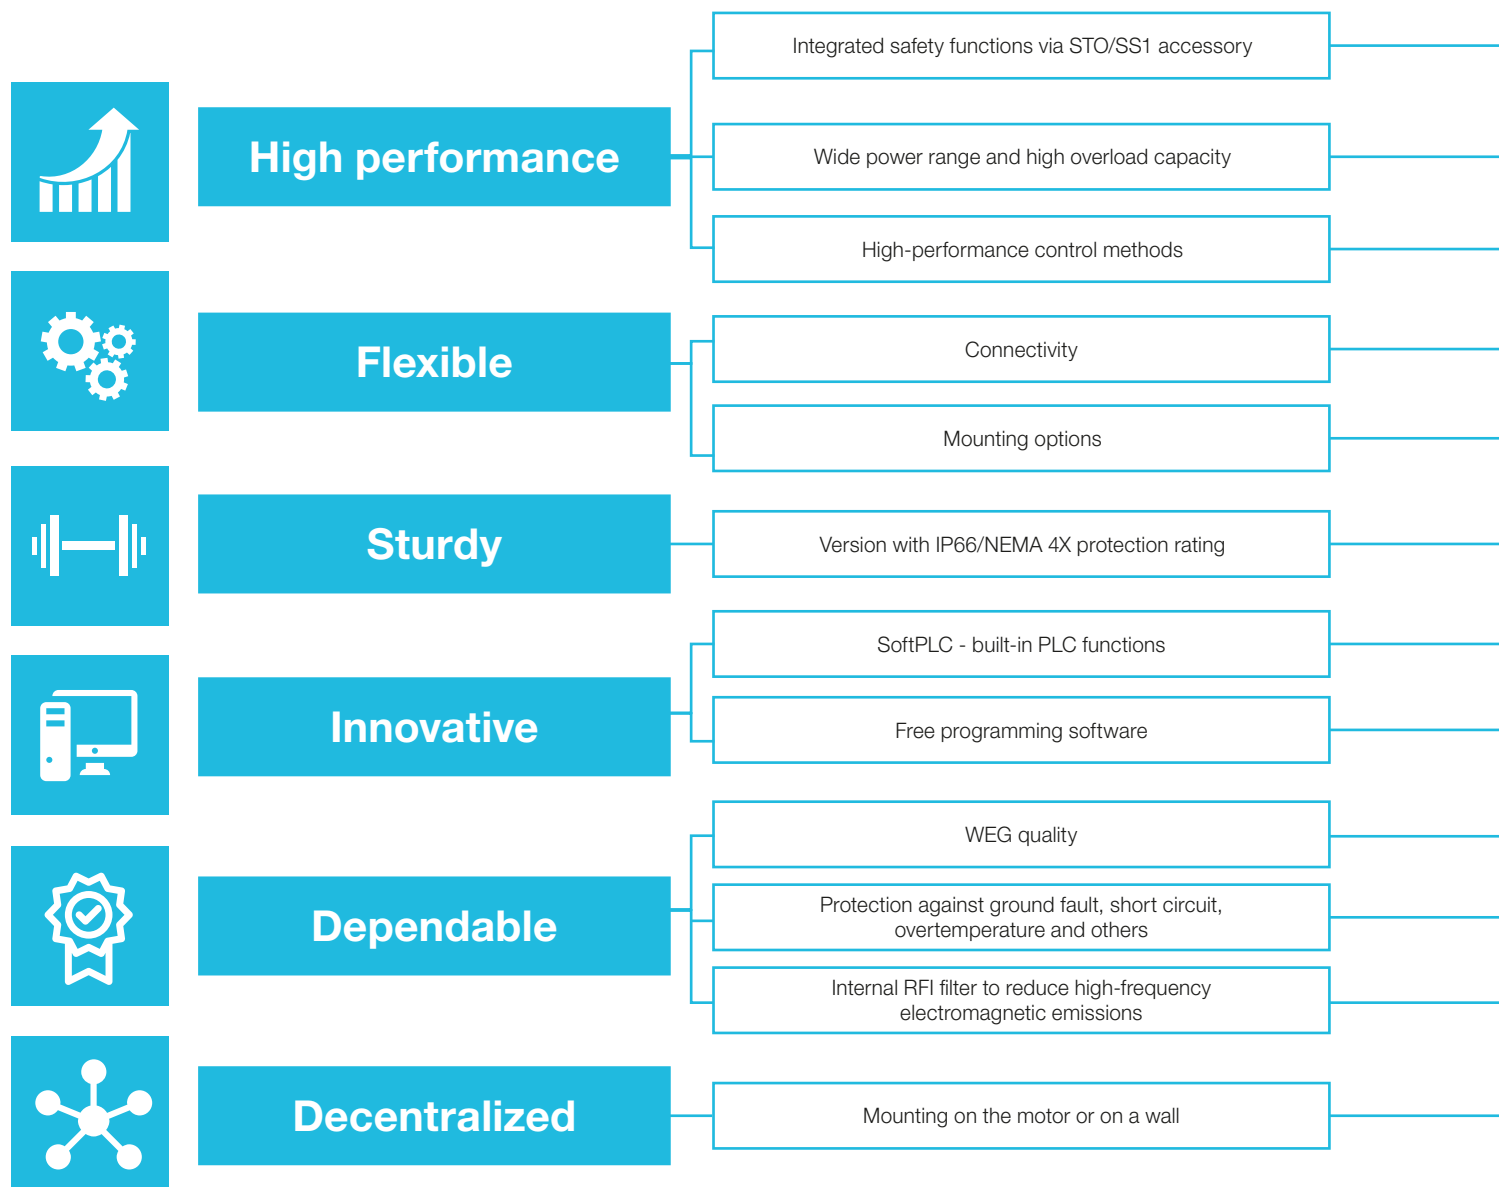 High performance
Integrated safety functions via STO/SS1 accessory
Wide power range and high overload capacity
High-performance control methods
Flexible
Connectivity
Mounting options
Sturdy
Version with IP66/NEMA 4X protection rating
Innovative
SoftPLC - built-in PLC functions
Free programming software
Dependable
WEG quality
Protection against ground fault, short circuit,
overtemperature and others
Internal RFI filter to reduce high-frequency
electromagnetic emissions
Decentralized
Mounting on the motor or on a wall